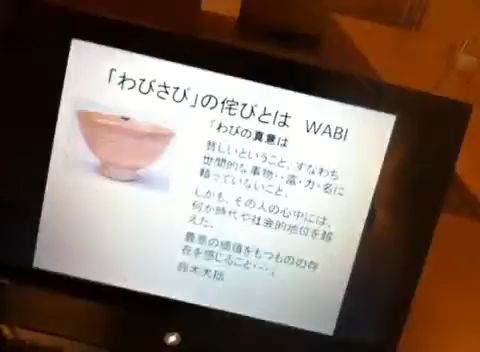 「わびさび」の侘びとは WABI
「わびの真意は
貧しいということ、すなわち
世間的な事物・・富・力・名に
頼っていないこと、
しかも、その人の心中には、
何か時代や社会的地位を超
えた、
最高の価値をもつものの存
在を感じること・・・。
鈴木大拙